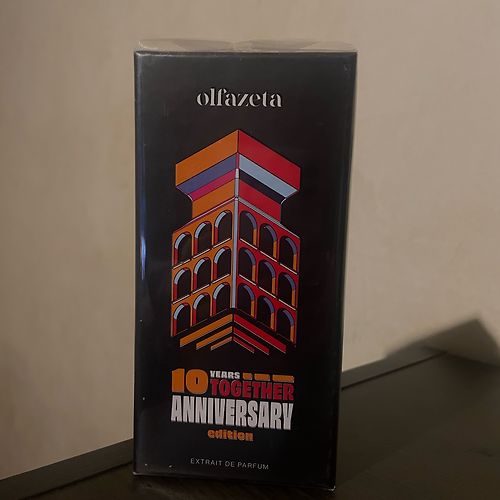 olfazeta
10 YEARS
TOGETHER
ANNIVERSARY
edition
EXTRAIT DE PARFUM